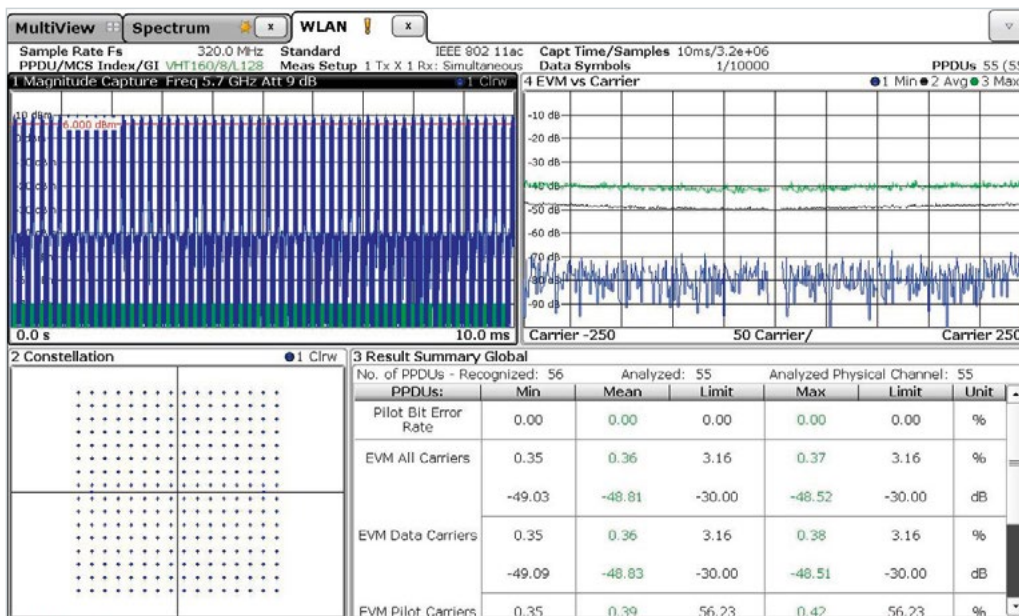 MultiView Spectrum x WLAN ! x
Sample Rate Fs 320.0 MHz Standard IEEE 802 11ac Capt Time/Samples 10ms/3.2e+06
PPDU/MCS Index/GI VHT160/8/L128 Meas Setup 1 Tx X 1 Rx: Simultaneous Data Symbols 1/10000 PPDUs 55 (55
1 Magnitude Capture Freq 5.7 GHz Att 9 dB 1 Clrw
10 dBm
6.000 dBm
0.0 s 10.0 ms
4 EVM vs Carrier 1 Min 2 Avg 3 Max
-10 dB
-20 dB
-30 dB
-40 dB
-50 dB
-60 dB
-70 dB
-80 dB
-90 dB
Carrier -250 50 Carrier/ Carrier 250
2 Constellation 1 Clrw
3 Result Summary Global
No. of PPDUs - Recognized: 56 Analyzed: 55 Analyzed Physical Channel: 55
PPDUs: Min Mean Limit Max Limit Unit
Pilot Bit Error Rate 0.00 0.00 0.00 0.00 0.00 %
EVM All Carriers 0.35 0.36 3.16 0.37 3.16 %
-49.03 -48.81 -30.00 -48.52 -30.00 dB
EVM Data Carriers 0.35 0.36 3.16 0.38 3.16 %
-49.09 -48.83 -30.00 -48.51 -30.00 dB
EVM Pilot Carriers 0.35 0.39 56.23 0.42 56.23 %